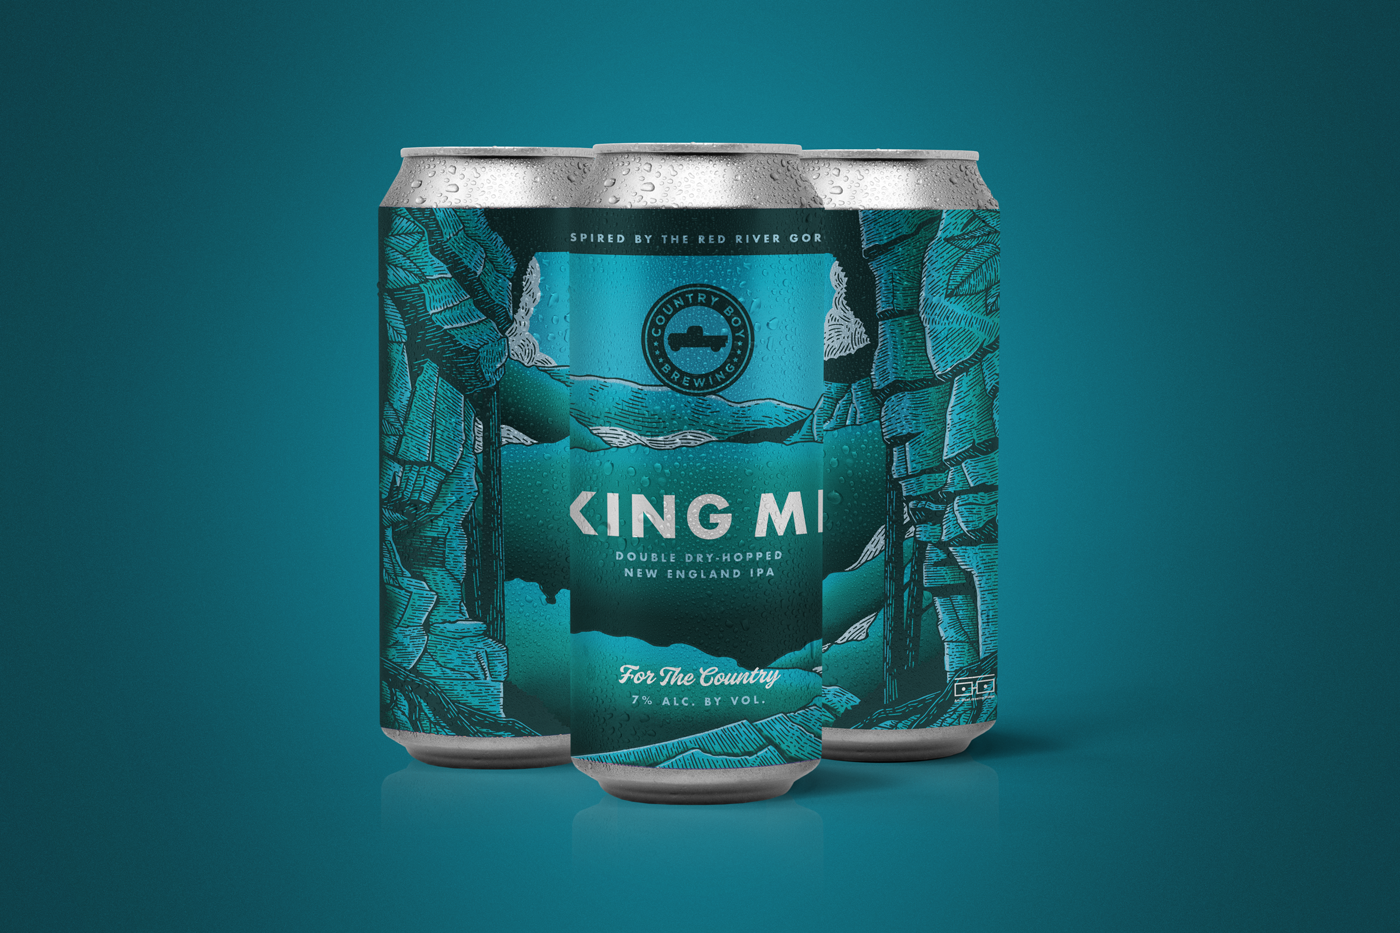 SPIRED BY THE RED RIVER GOR
COUNTRY BOY
BREWING
KING MI
DOUBLE DRY-HOPPED
NEW ENGLAND IPA
For The Country
7% ALC. BY VOL.